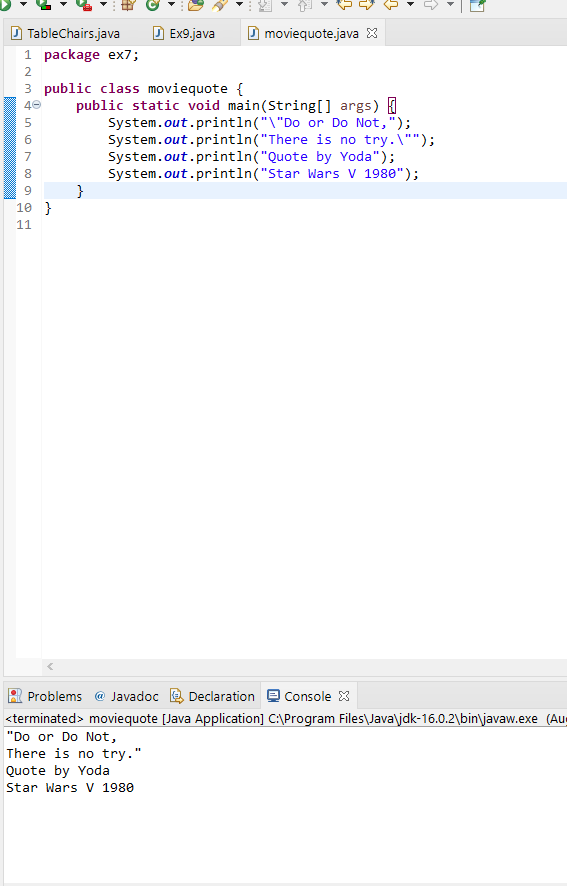 TableChairs.java Ex9.java moviequote.java
1 package ex7;
2
3 public class moviequote {
4 public static void main(String[] args) {
5 System.out.println("\"Do or Do Not,");
6 System.out.println("There is no try.\"");
7 System.out.println("Quote by Yoda");
8 System.out.println("Star Wars V 1980");
9 }
10 }
11
Problems @ Javadoc Declaration Console
<terminated> moviequote [Java Application] C:\Program Files\Java\jdk-16.0.2\bin\javaw.exe (Au
"Do or Do Not,
There is no try."
Quote by Yoda
Star Wars V 1980